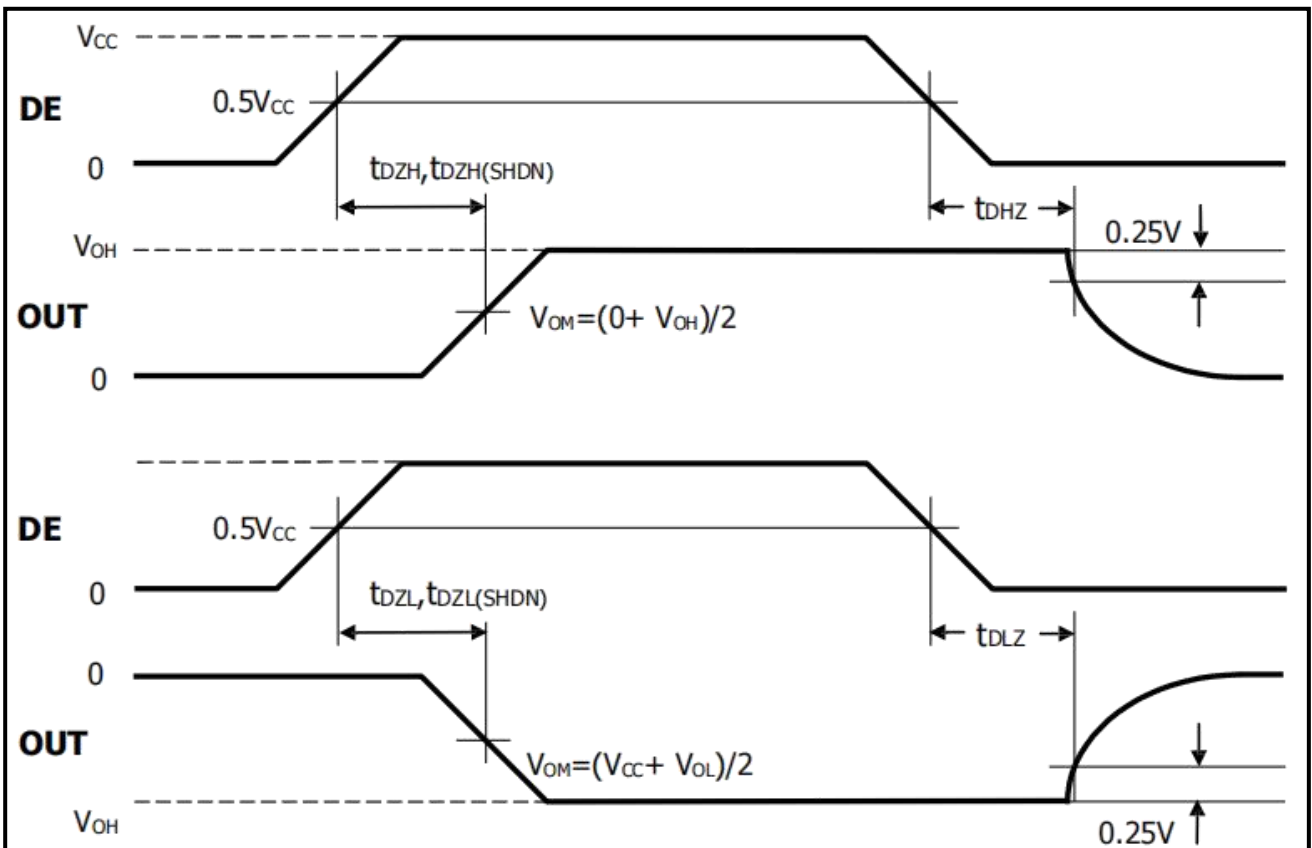 VCC
DE
0.5VCC
0
tDZH,tDZH(SHDN)
tDHZ
0.25V
VOH
OUT
VOM=(0+ VOH)/2
0
DE
0.5VCC
0
tDZL,tDZL(SHDN)
tDLZ
0
OUT
VOM=(VCC+ VOL)/2
VOH
0.25V